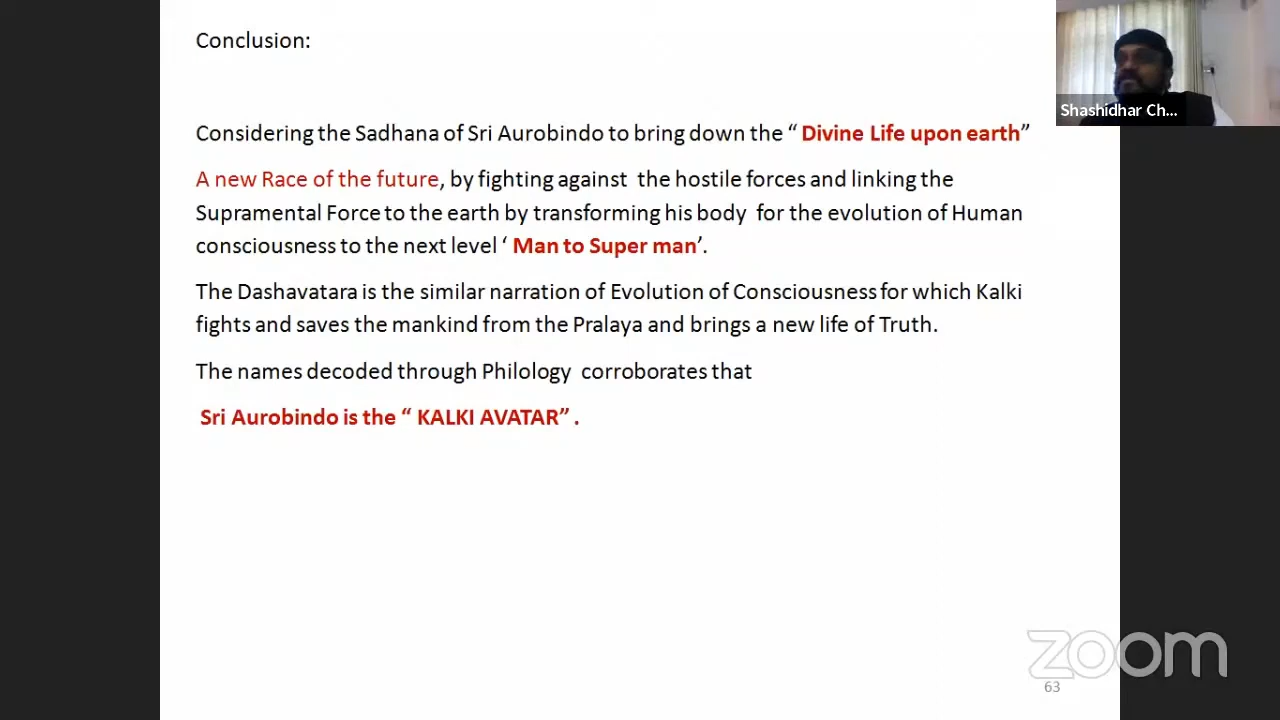 Conclusion:
Shashidhar Ch...
Considering the Sadhana of Sri Aurobindo to bring down the “ Divine Life upon earth”
A new Race of the future, by fighting against the hostile forces and linking the
Supramental Force to the earth by transforming his body for the evolution of Human
consciousness to the next level ‘ Man to Super man’.
The Dashavatara is the similar narration of Evolution of Consciousness for which Kalki
fights and saves the mankind from the Pralaya and brings a new life of Truth.
The names decoded through Philology corroborates that
Sri Aurobindo is the “ KALKI AVATAR” .
zoom
63